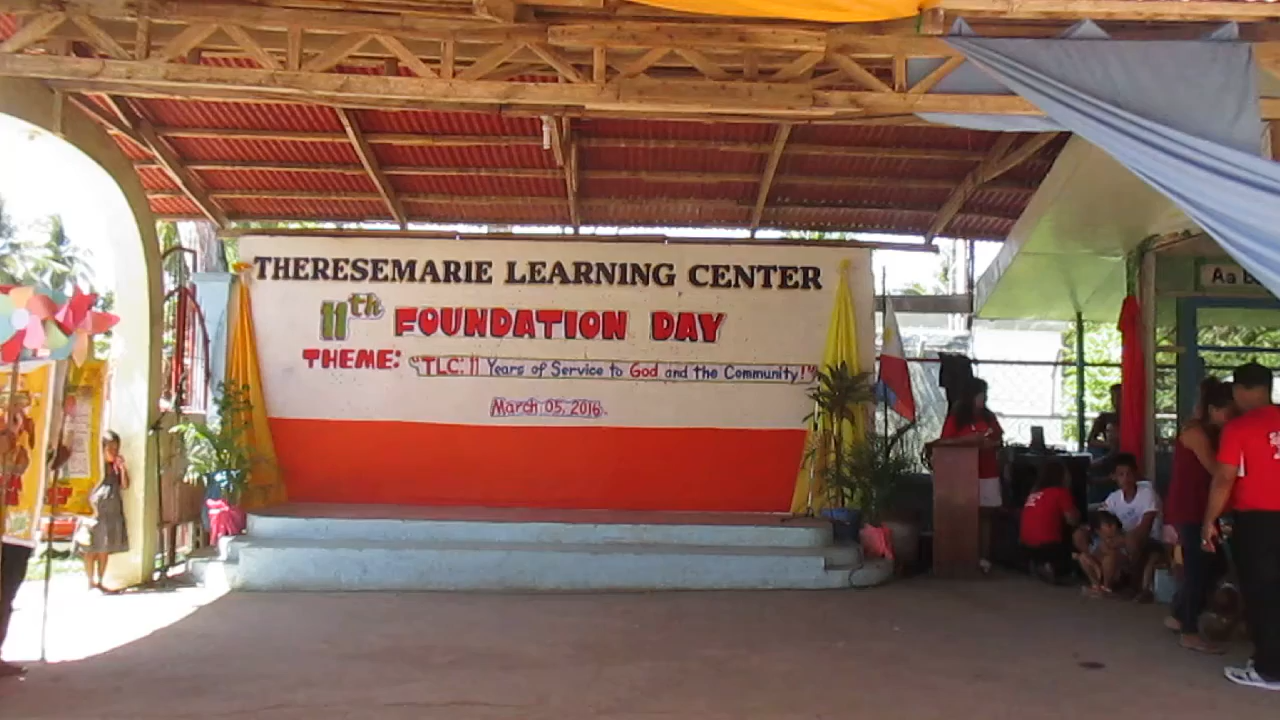 THERESEMARIE LEARNING CENTER
11th FOUNDATION DAY
THEME: "TLC: 11 Years of Service to God and the Community!"
March 05, 2016.
Aa